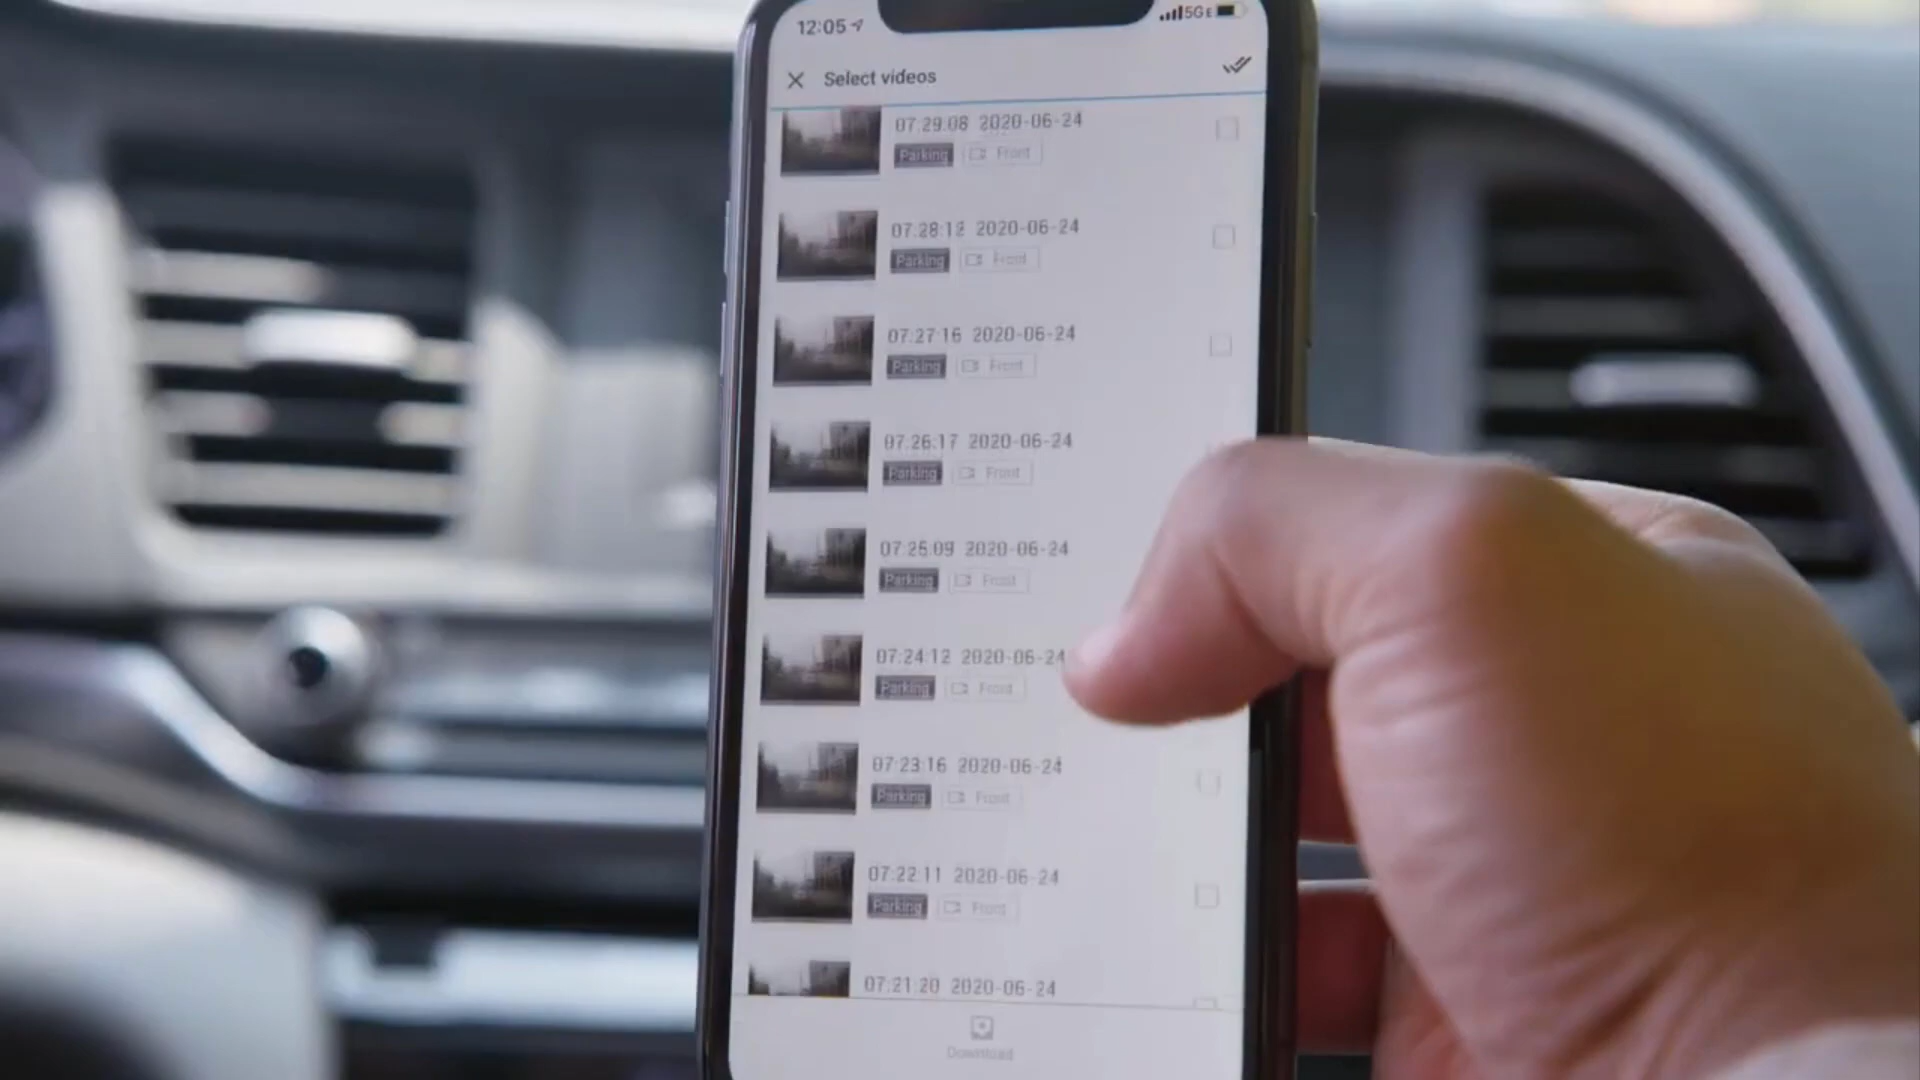 12:05 5GE
Select videos
07:29:08 2020-06-24
Parking Front
07:28:12 2020-06-24
Parking Front
07:27:16 2020-06-24
Parking Front
07:26:17 2020-06-24
Parking Front
07:25:09 2020-06-24
Parking Front
07:24:12 2020-06-24
Parking Front
07:23:16 2020-06-24
Parking Front
07:22:11 2020-06-24
Parking Front
07:21:20 2020-06-24
Download